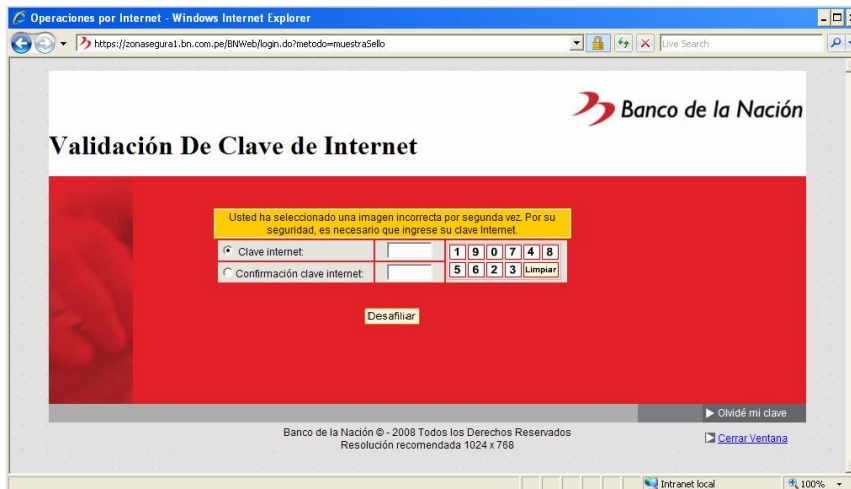 Operaciones por Internet - Windows Internet Explorer
https://zonasegura1.bn.com.pe/BNWeb/login.do?metodo=muestraSello
Live Search
Banco de la Nación
Validación De Clave de Internet
Usted ha seleccionado una imagen incorrecta por segunda vez. Por su
seguridad, es necesario que ingrese su clave Internet.
Clave internet:
1 9 0 7 4 8
Confirmación clave internet:
5 6 2 3 Limpiar
Desafiliar
Olvidé mi clave
Banco de la Nación © - 2008 Todos los Derechos Reservados
Resolución recomendada 1024 x 768
Cerrar Ventana
Intranet local
100%